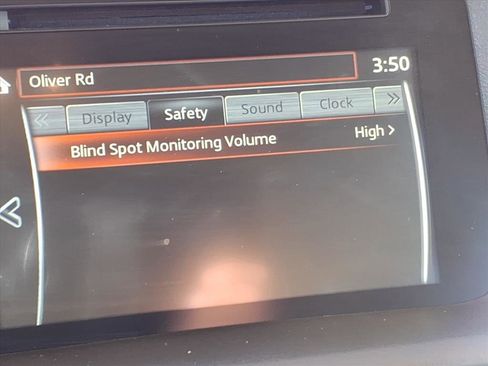 Oliver Rd 3:50
Display Safety Sound Clock
Blind Spot Monitoring Volume High